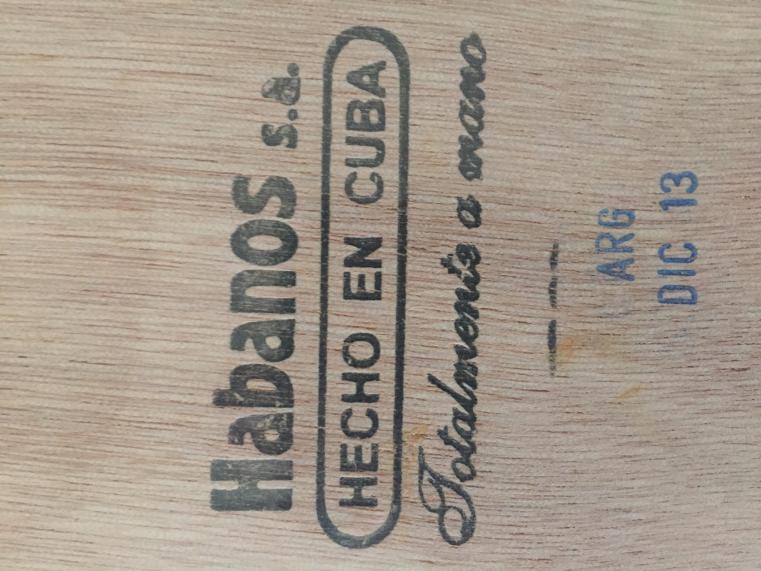 Habanos s.a.
HECHO EN CUBA
Totalmente a mano
ARG
DIC 13